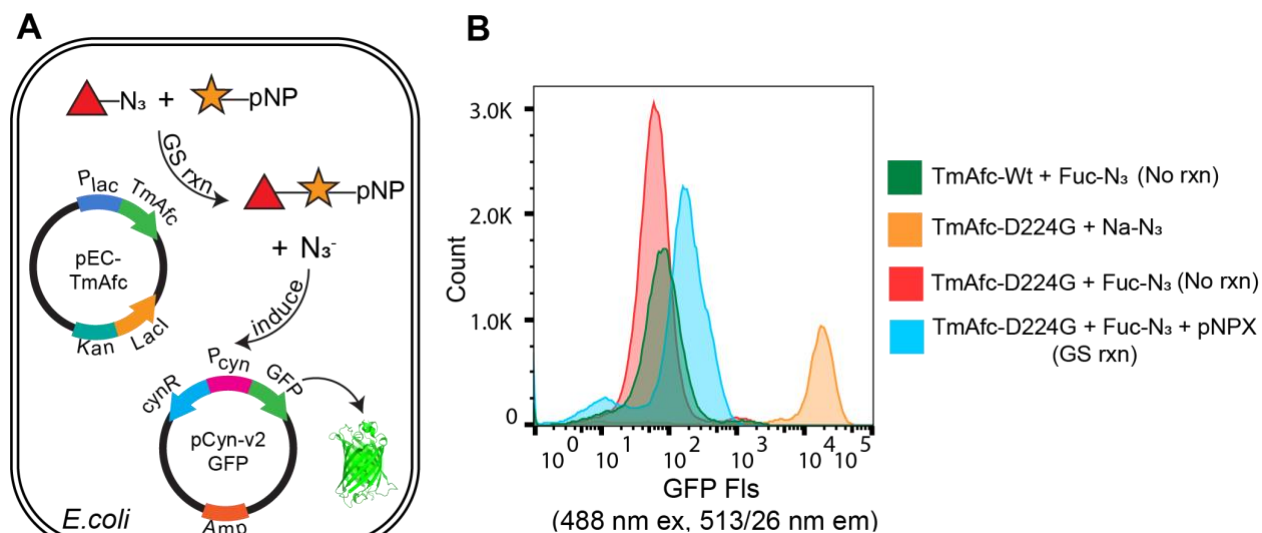 A
N₃ + pNP
GS rxn
pNP
+ N₃⁻
induce
Plac TmAfc
pEC-
TmAfc
Kan LacI
cynR Pcyn GFP
pCyn-v2
GFP
Amp
E.coli
B
3.0K
2.0K
1.0K
0
Count
10⁰ 10¹ 10² 10³ 10⁴ 10⁵
GFP FIs
(488 nm ex, 513/26 nm em)
TmAfc-Wt + Fuc-N₃ (No rxn)
TmAfc-D224G + Na-N₃
TmAfc-D224G + Fuc-N₃ (No rxn)
TmAfc-D224G + Fuc-N₃ + pNPX
(GS rxn)